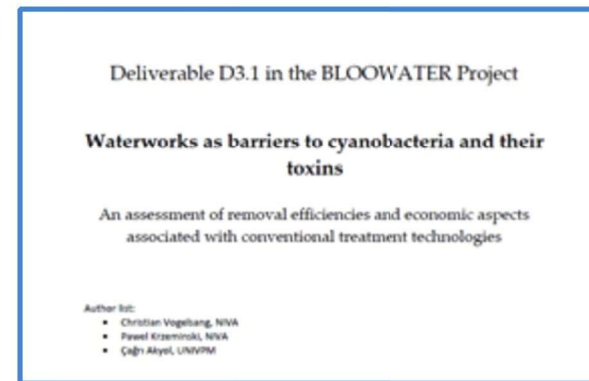 Deliverable D3.1 in the BLOOWATER Project
Waterworks as barriers to cyanobacteria and their
toxins
An assessment of removal efficiencies and economic aspects
associated with conventional treatment technologies
Author list:
• Christian Vogelsang, NIVA
• Pawel Krzeminski, NIVA
• Çağrı Akyol, UNIVPM